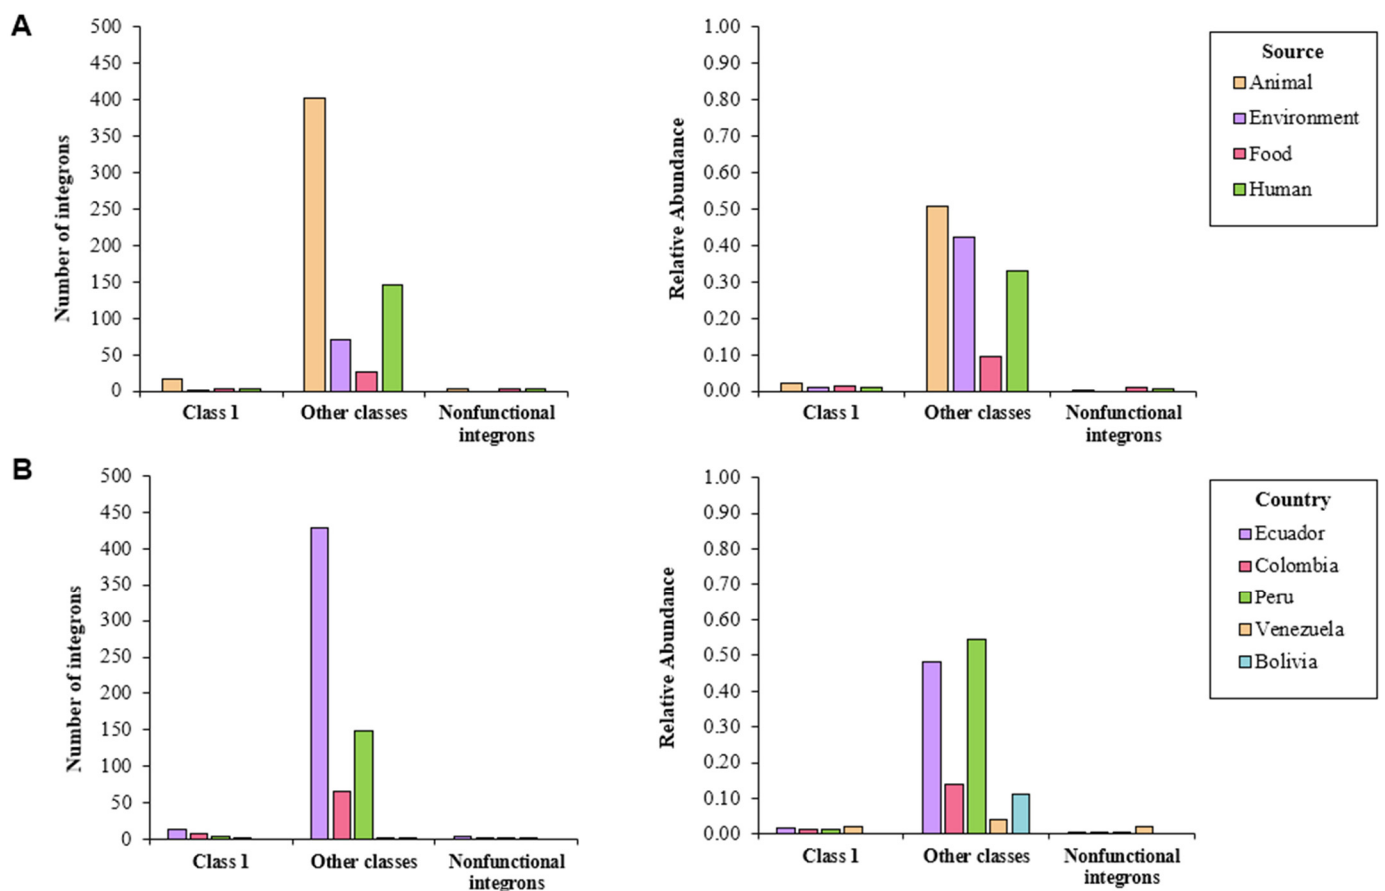 A
500
450
400
350
300
250
200
150
100
50
0
Number of integrons
Class 1
Other classes
Nonfunctional
integrons
1.00
0.90
0.80
0.70
0.60
0.50
0.40
0.30
0.20
0.10
0.00
Relative Abundance
Class 1
Other classes
Nonfunctional
integrons
Source
Animal
Environment
Food
Human
B
500
450
400
350
300
250
200
150
100
50
0
Number of integrons
Class 1
Other classes
Nonfunctional
integrons
1.00
0.90
0.80
0.70
0.60
0.50
0.40
0.30
0.20
0.10
0.00
Relative Abundance
Class 1
Other classes
Nonfunctional
integrons
Country
Ecuador
Colombia
Peru
Venezuela
Bolivia